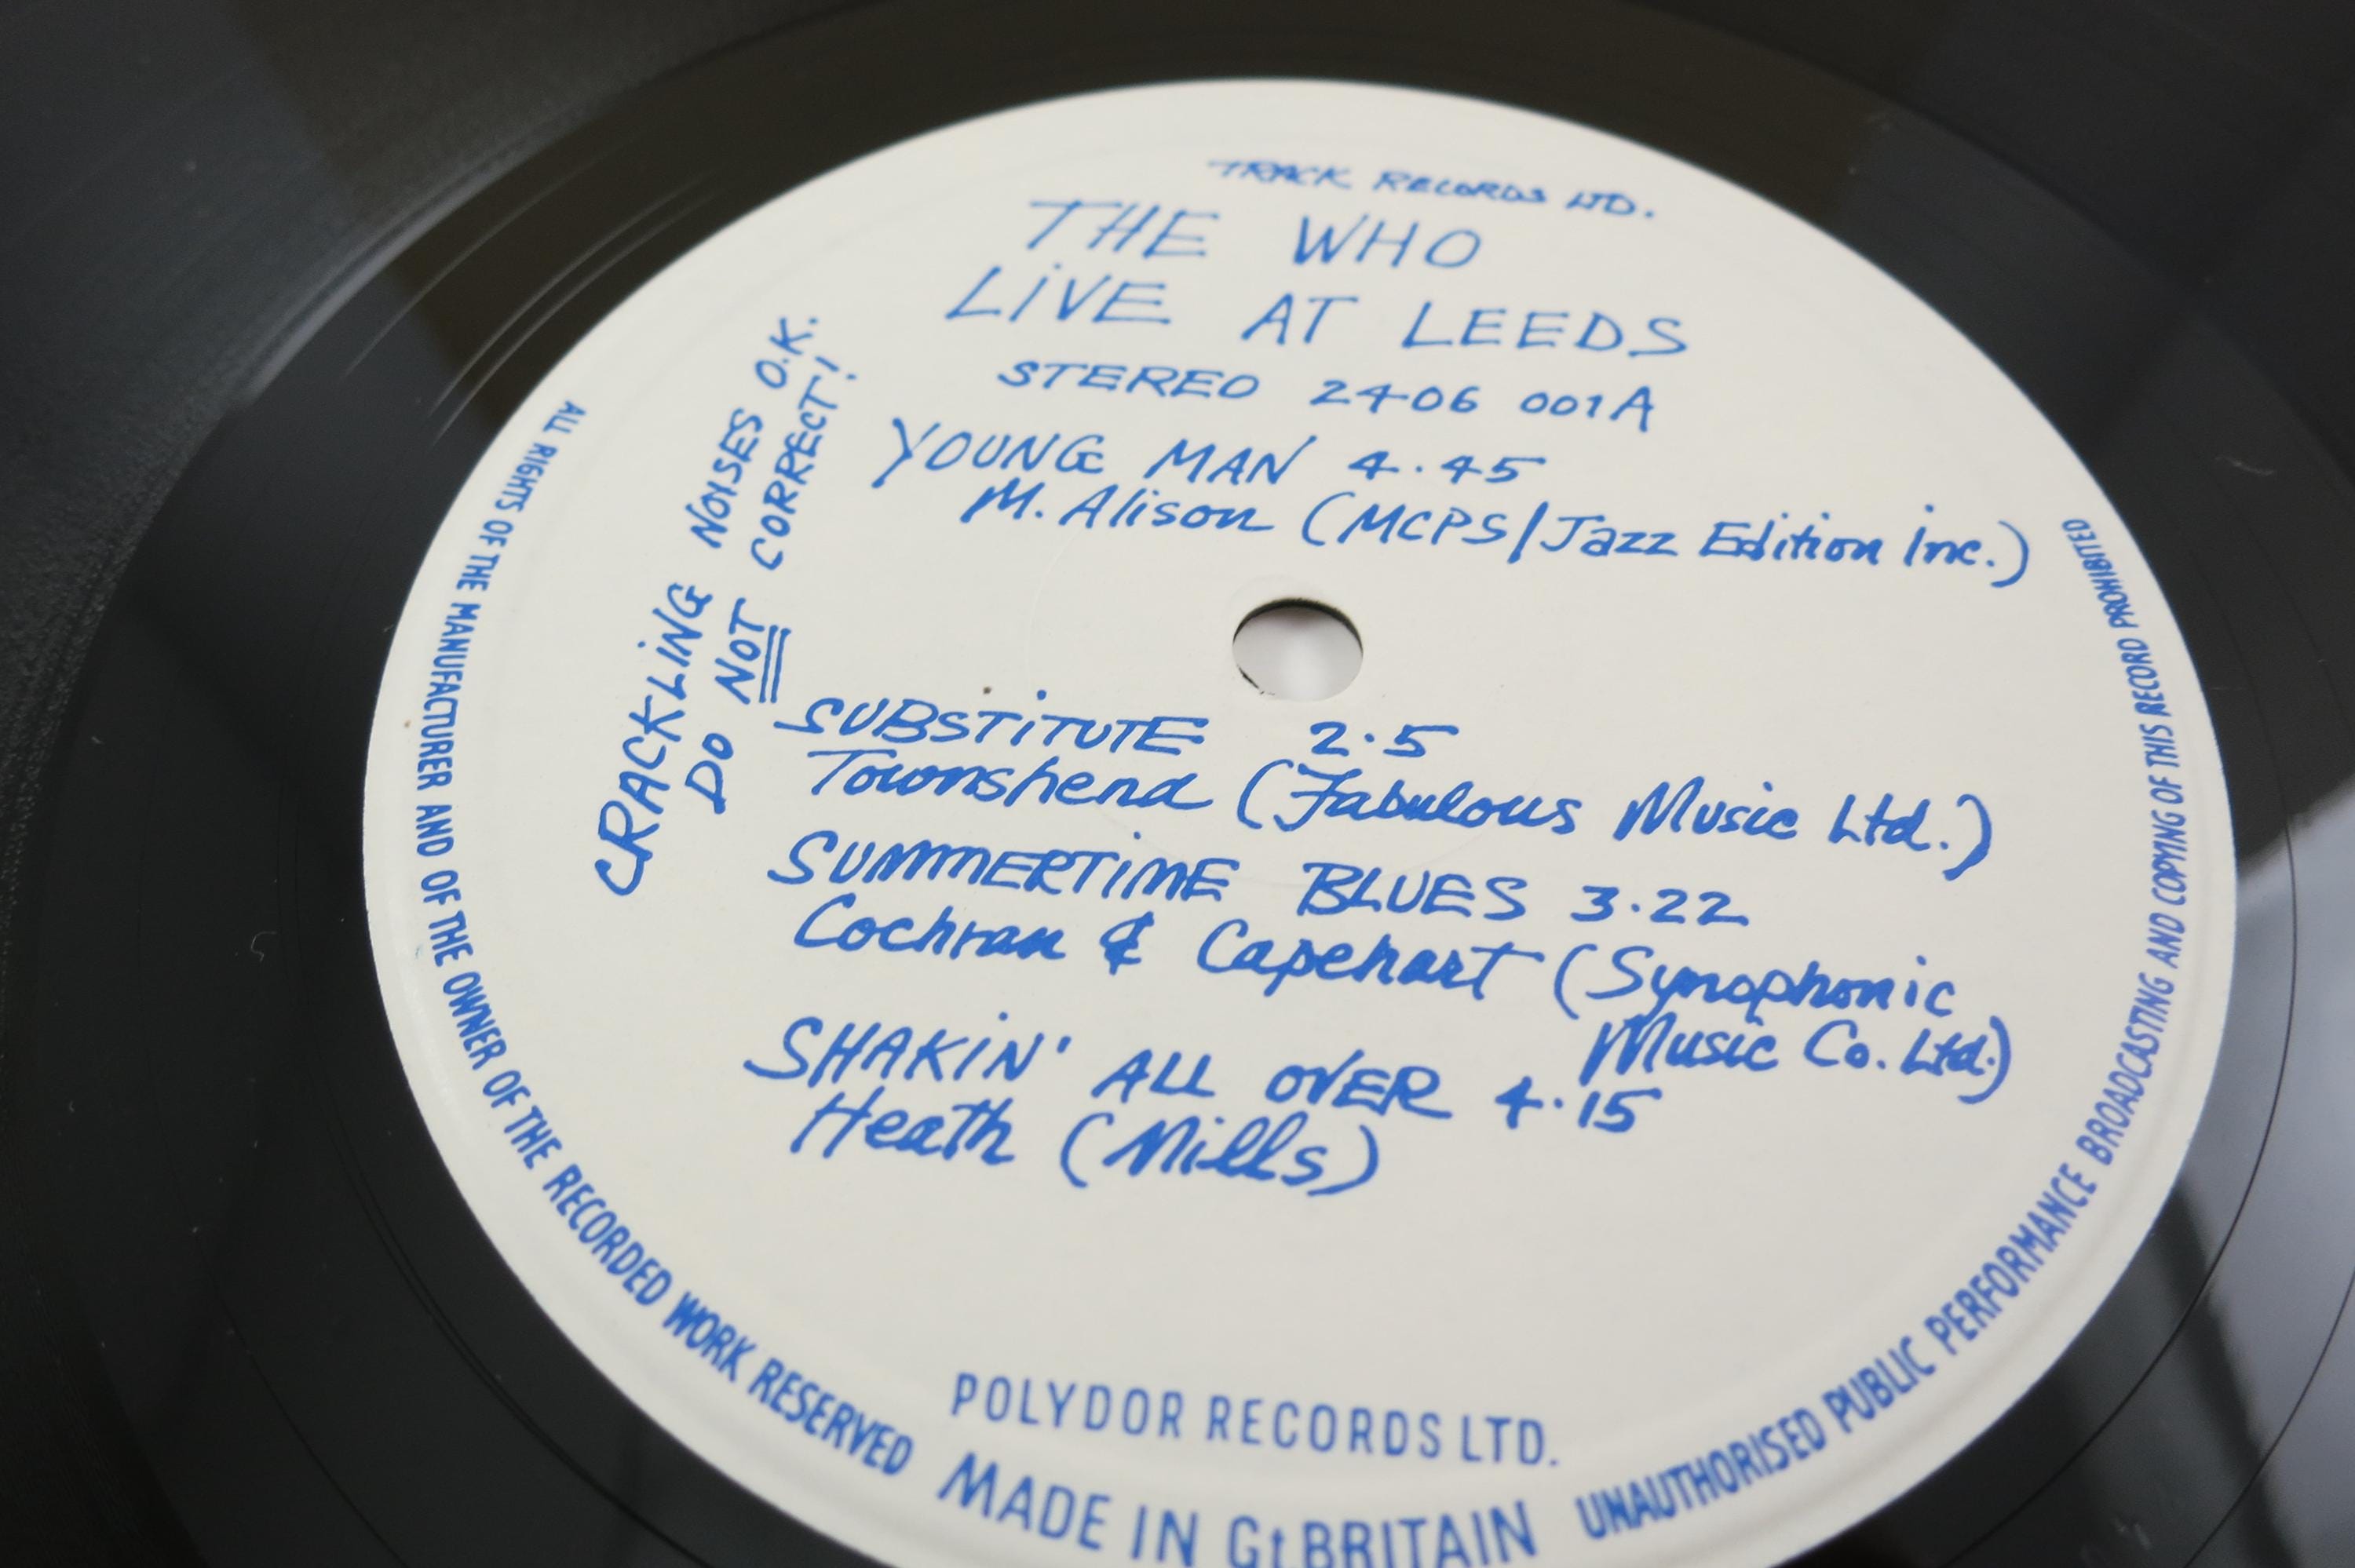 TRACK RECORDS LTD.
THE WHO
LiVE AT LEEDS
STEREO 2406 001A
YOUNG MAN 4.45
M. Alison (MCPS/Jazz Edition inc.)
CRACKLiNG NOISES O.K.
DO NOT CORRECT!
SUBSTiTUTE 2.5
Townshend (Fabulous Music Ltd.)
SUMMERTiME BLUES 3.22
Cochran & Capehart (Synophonic
Music Co. Ltd.)
SHAKiN' ALL OVER 4.15
Heath (Mills)
POLYDOR RECORDS LTD.
MADE IN Gt.BRITAIN
ALL RIGHTS OF THE MANUFACTURER AND OF THE OWNER OF THE RECORDED WORK RESERVED
UNAUTHORISED PUBLIC PERFORMANCE BROADCASTING AND COPYING OF THIS RECORD PROHIBITED